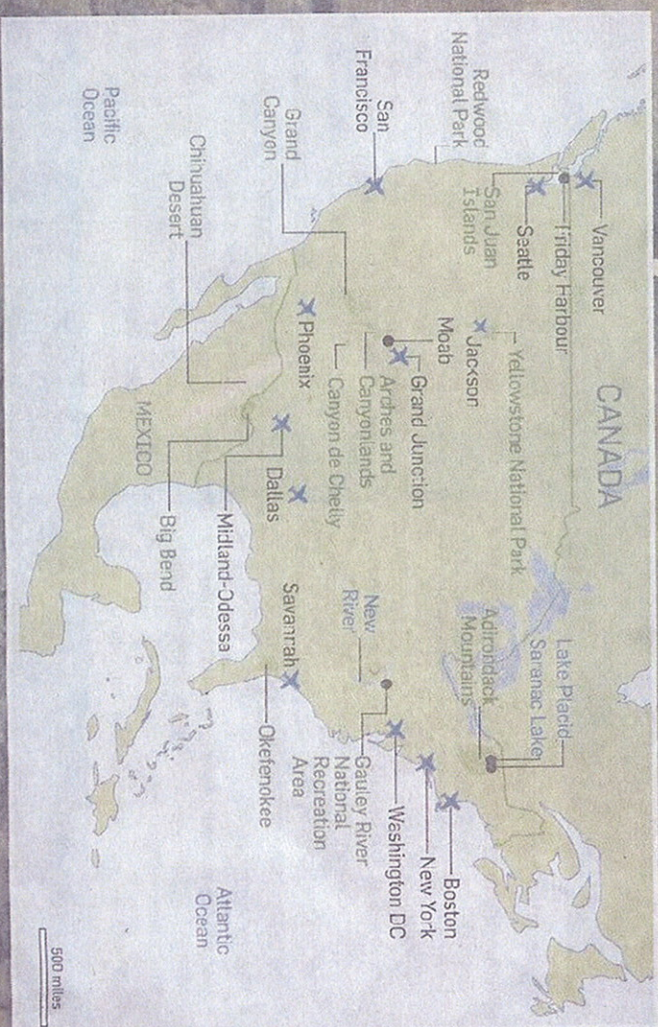 Vancouver
CANADA
Friday Harbour
Seattle
San Juan
Islands
Redwood
National Park
Yellowstone National Park
Jackson
Lake Placid
Saranac Lake
Adirondack
Mountains
San
Francisco
Moab
Grand Junction
Arches and
Canyonlands
Canyon de Chelly
Boston
New York
Washington DC
New
River
Gauley River
National
Recreation
Area
Grand
Canyon
Phoenix
Dallas
Savannah
Okefenokee
Chihuahuan
Desert
Midland-Odessa
Big Bend
MEXICO
Pacific
Ocean
Atlantic
Ocean
500 miles